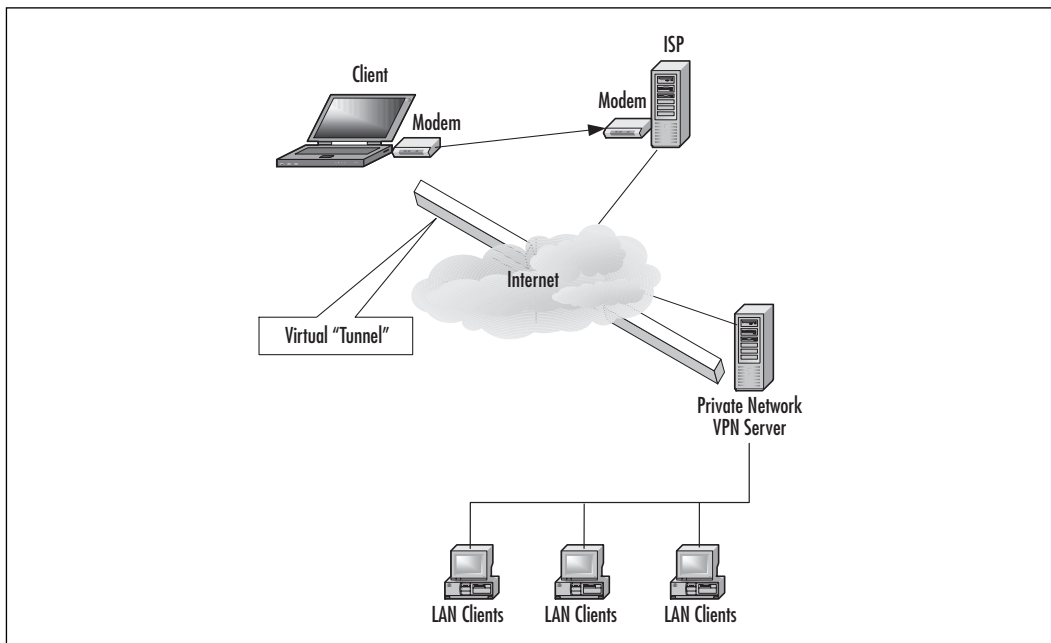 ISP
Client
Modem
Modem
Internet
Virtual “Tunnel”
Private Network
VPN Server
LAN Clients
LAN Clients
LAN Clients